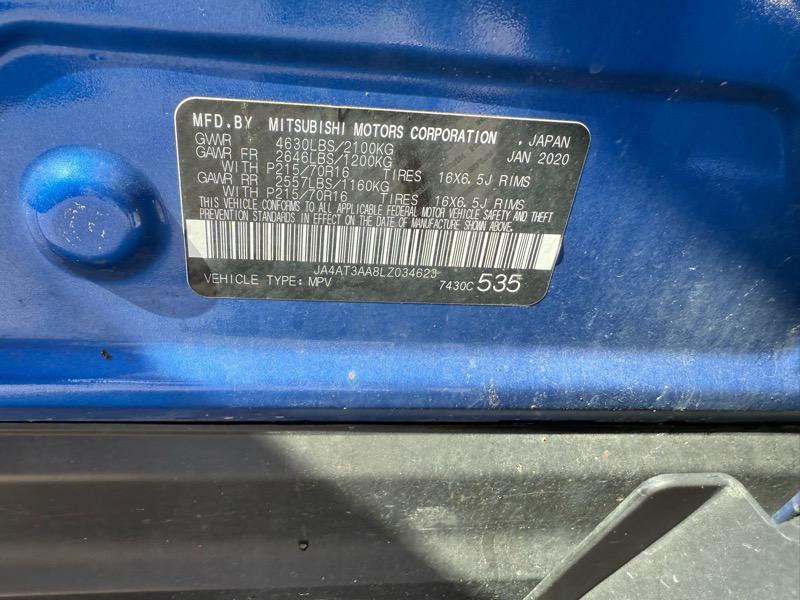 MFD.BY MITSUBISHI MOTORS CORPORATION , JAPAN
GWWR 4630LBS/2100KG JAN 2020
GAWR FR 2646LBS/1200KG
WITH P215/70R16 TIRES 16X6.5J RIMS
GAWRR RR 2557LBS/1160KG
WITH P215/70R16 TIRES 16X6.5J RIMS
THIS VEHICLE CONFORMS TO ALL APPLICABLE FEDERAL MOTOR VEHICLE SAFETY AND THEFT
PREVENTION STANDARDS IN EFFECT ON THE DATE OF MANUFACTURE SHOWN ABOVE.
JA4AT3AA8LZ034623
VEHICLE TYPE: MPV 7430C 535